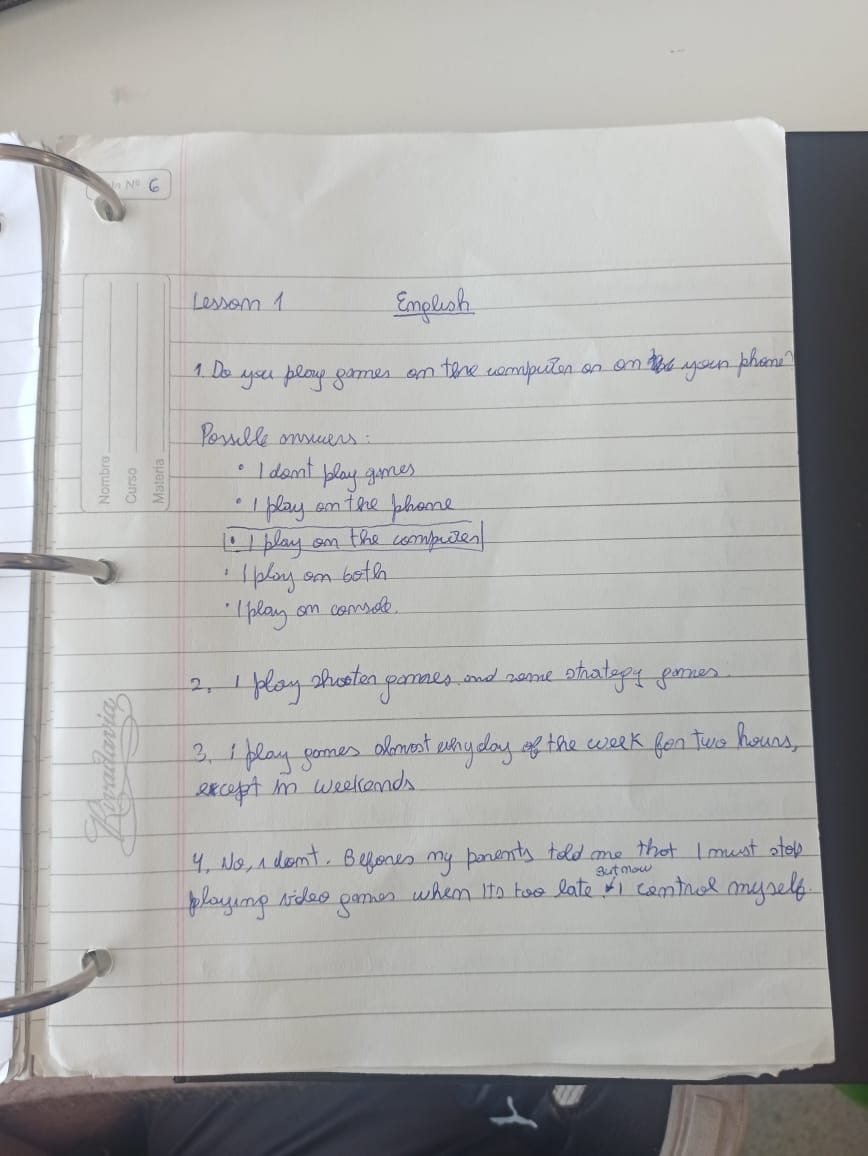 Nº 6
Nombre
Curso
Materia
Rivadavia
Lesson 1 English
1. Do you play games on the computer or on your phone?
Possible answers:
• I dont play games
• I play on the phone
• I play on the computer
• I play on both
• I play on console.
2. I play shooter games and some strategy games.
3. I play games almost everyday of the week for two hours,
except in weekends
4. No, I dont. Befores my parents told me that I must stop
but now
playing video games when its too late I control myself.